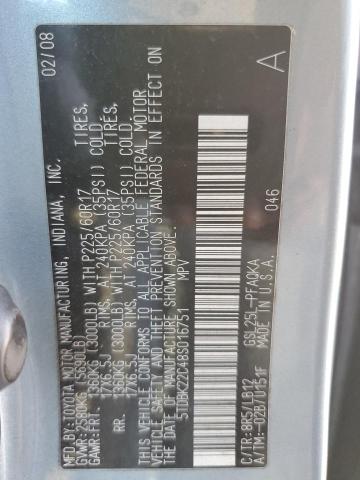 MFD BY: TOYOTA MOTOR MANUFACTURING, INDIANA, INC. 02/08
GVWR: 2580KG (5690LB)
GAWR: FRT. 1360KG (3000LB) WITH P225/60R17 TIRES,
17X6.5J RIMS, AT 240KPA (35PSI) COLD.
RR. 1360KG (3000LB) WITH P225/60R17 TIRES,
17X6.5J RIMS, AT 240KPA (35PSI) COLD.
THIS VEHICLE CONFORMS TO ALL APPLICABLE FEDERAL MOTOR
VEHICLE SAFETY AND THEFT PREVENTION STANDARDS IN EFFECT ON
THE DATE OF MANUFACTURE SHOWN ABOVE.
5TDBK22C48S016751 MPV
A
046
C/TR: 8R5/LB12 GSL25L-PFAQKA
A/TM:-02B/U151F MADE IN U.S.A.